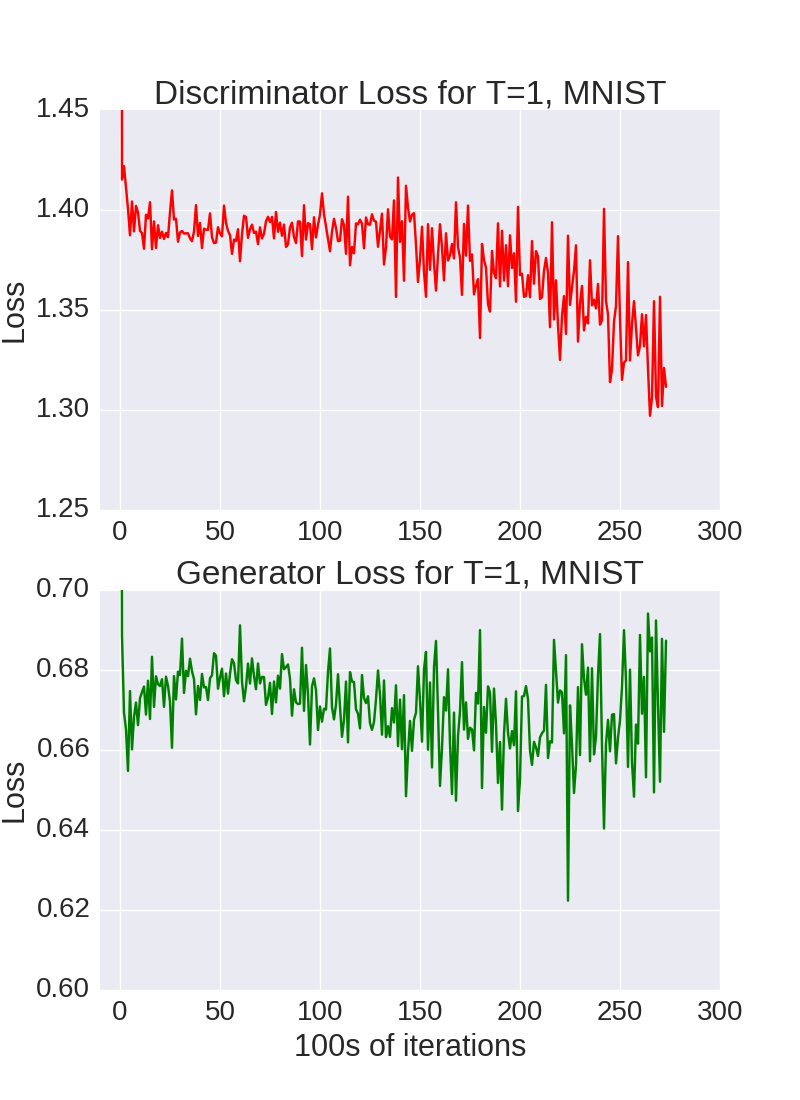 Discriminator Loss for T=1, MNIST
1.45
1.40
1.35
1.30
1.25
Loss
0 50 100 150 200 250 300
Generator Loss for T=1, MNIST
0.70
0.68
0.66
0.64
0.62
0.60
Loss
0 50 100 150 200 250 300
100s of iterations